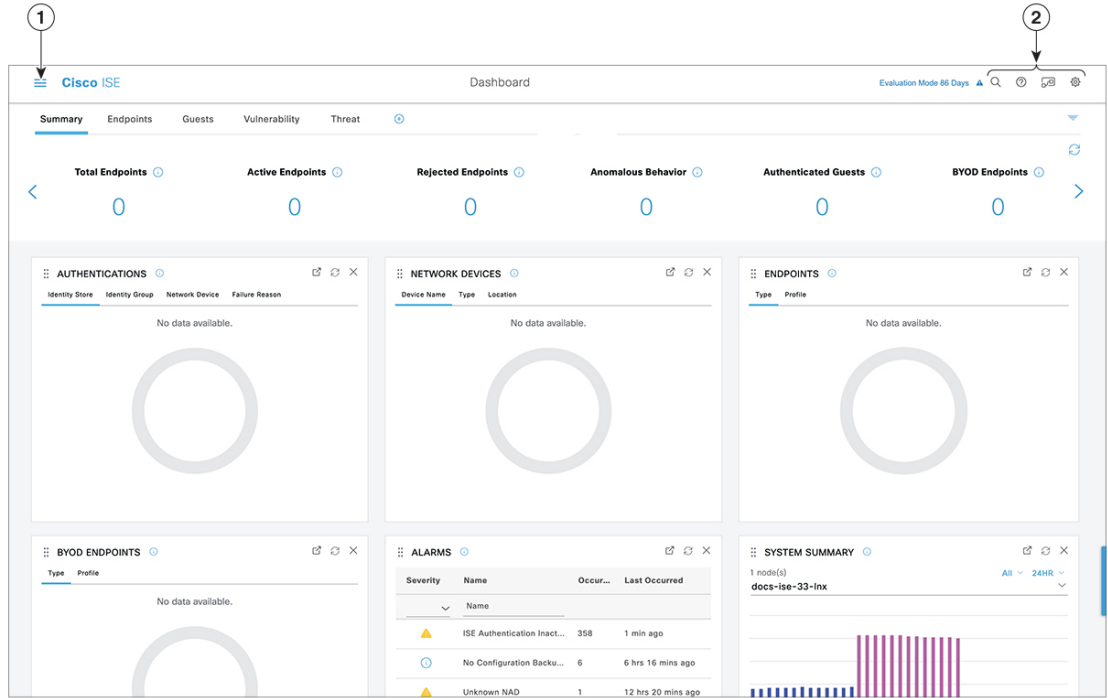 1
2
Cisco ISE
Dashboard
Evaluation Mode 86 Days
Summary Endpoints Guests Vulnerability Threat
Total Endpoints Active Endpoints Rejected Endpoints Anomalous Behavior Authenticated Guests BYOD Endpoints
0 0 0 0 0 0
AUTHENTICATIONS
Identity Store Identity Group Network Device Failure Reason
No data available.
NETWORK DEVICES
Device Name Type Location
No data available.
ENDPOINTS
Type Profile
No data available.
BYOD ENDPOINTS
Type Profile
No data available.
ALARMS
Severity Name Occur... Last Occurred
Name
ISE Authentication Inact... 358 1 min ago
No Configuration Backu... 6 6 hrs 16 mins ago
Unknown NAD 1 12 hrs 20 mins ago
SYSTEM SUMMARY
1 node(s)
All 24HR
docs-ise-33-lnx